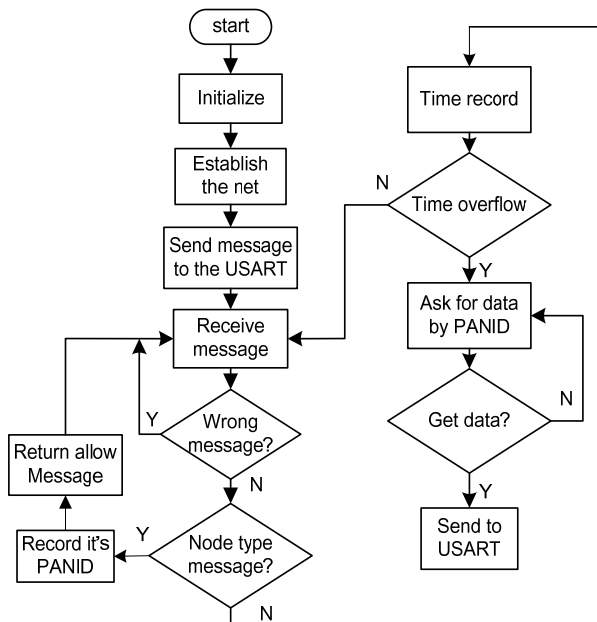 start
Initialize
Establish
the net
Send message
to the USART
Receive
message
Wrong
message?
Y
N
Return allow
Message
Node type
message?
Y
Record it's
PANID
N
Time record
Time overflow
N
Y
Ask for data
by PANID
Get data?
N
Y
Send to
USART